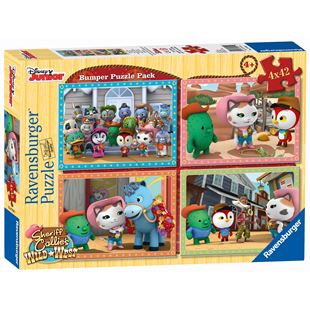 Disney
Junior
Bumper Puzzle Pack
4+
4x42
Ravensburger
Puzzle
Sheriff
Callie's
Wild West
Ravensburger